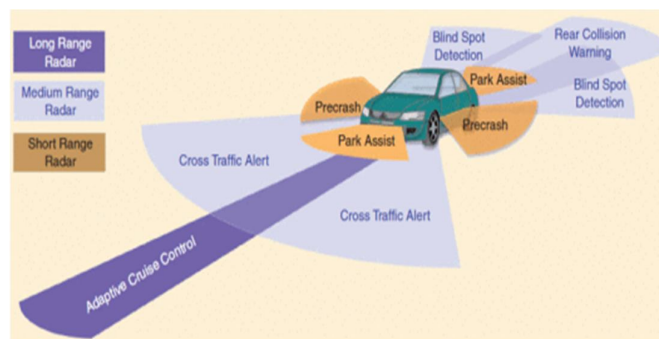 Long Range
Radar
Medium Range
Radar
Short Range
Radar
Blind Spot
Detection
Rear Collision
Warning
Park Assist
Blind Spot
Detection
Precrash
Precrash
Park Assist
Cross Traffic Alert
Cross Traffic Alert
Adaptive Cruise Control